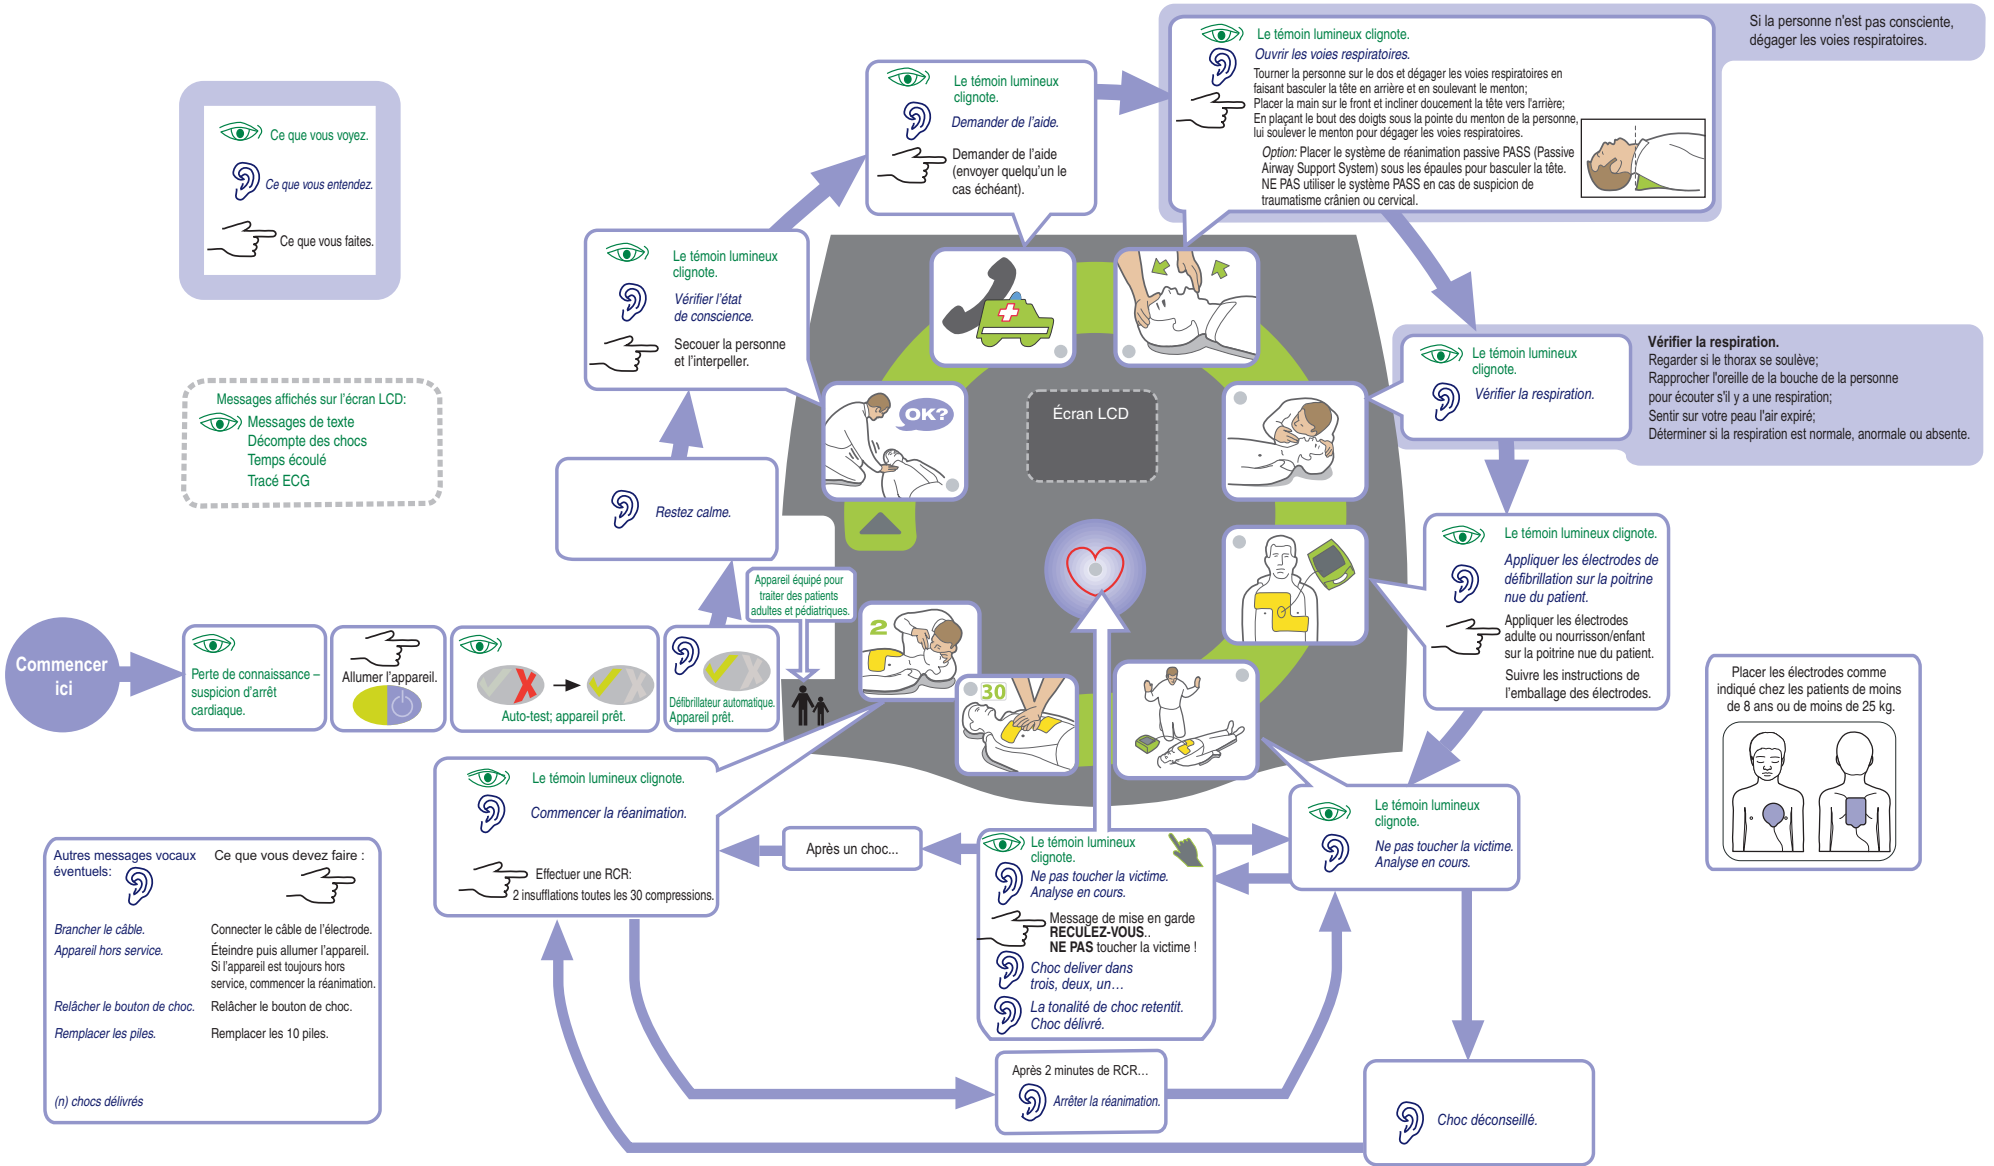 Ce que vous voyez.
Ce que vous entendez.
Ce que vous faites.
Messages affichés sur l'écran LCD:
Messages de texte
Décompte des chocs
Temps écoulé
Tracé ECG
Commencer
ici
Perte de connaissance –
suspicion d'arrêt
cardiaque.
Allumer l'appareil.
Auto-test; appareil prêt.
Défibrillateur automatique.
Appareil prêt.
Appareil équipé pour
traiter des patients
adultes et pédiatriques.
Restez calme.
Le témoin lumineux
clignote.
Vérifier l'état
de conscience.
Secouer la personne
et l'interpeller.
OK?
Le témoin lumineux
clignote.
Demander de l'aide.
Demander de l'aide
(envoyer quelqu'un le
cas échéant).
Le témoin lumineux clignote.
Ouvrir les voies respiratoires.
Tourner la personne sur le dos et dégager les voies respiratoires en
faisant basculer la tête en arrière et en soulevant le menton;
Placer la main sur le front et incliner doucement la tête vers l'arrière;
En plaçant le bout des doigts sous la pointe du menton de la personne,
lui soulever le menton pour dégager les voies respiratoires.
Option: Placer le système de réanimation passive PASS (Passive
Airway Support System) sous les épaules pour basculer la tête.
NE PAS utiliser le système PASS en cas de suspicion de
traumatisme crânien ou cervical.
Si la personne n'est pas consciente,
dégager les voies respiratoires.
Écran LCD
Le témoin lumineux
clignote.
Vérifier la respiration.
Vérifier la respiration.
Regarder si le thorax se soulève;
Rapprocher l'oreille de la bouche de la personne
pour écouter s'il y a une respiration;
Sentir sur votre peau l'air expiré;
Déterminer si la respiration est normale, anormale ou absente.
Le témoin lumineux clignote.
Appliquer les électrodes de
défibrillation sur la poitrine
nue du patient.
Appliquer les électrodes
adulte ou nourrisson/enfant
sur la poitrine nue du patient.
Suivre les instructions de
l'emballage des électrodes.
Placer les électrodes comme
indiqué chez les patients de moins
de 8 ans ou de moins de 25 kg.
Le témoin lumineux
clignote.
Ne pas toucher la victime.
Analyse en cours.
Le témoin lumineux
clignote.
Ne pas toucher la victime.
Analyse en cours.
Message de mise en garde
RECULEZ-VOUS..
NE PAS toucher la victime !
Choc deliver dans
trois, deux, un…
La tonalité de choc retentit.
Choc délivré.
Après un choc...
2
30
Le témoin lumineux clignote.
Commencer la réanimation.
Effectuer une RCR:
2 insufflations toutes les 30 compressions.
Après 2 minutes de RCR…
Arrêter la réanimation.
Choc déconseillé.
Autres messages vocaux
éventuels:
Ce que vous devez faire :
Brancher le câble.
Connecter le câble de l'électrode.
Appareil hors service.
Éteindre puis allumer l'appareil.
Si l'appareil est toujours hors
service, commencer la réanimation.
Relâcher le bouton de choc.
Relâcher le bouton de choc.
Remplacer les piles.
Remplacer les 10 piles.
(n) chocs délivrés